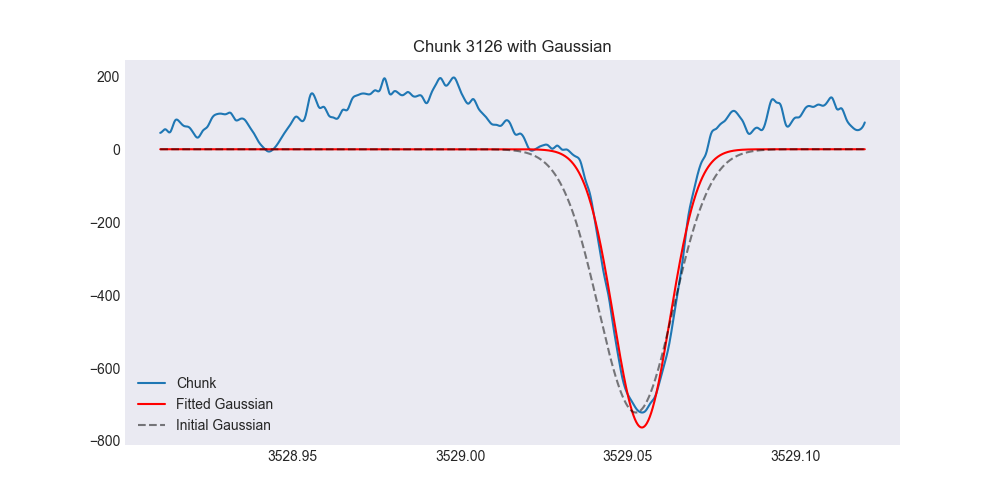 Chunk 3126 with Gaussian
200
0
−200
−400
−600
−800
Chunk
Fitted Gaussian
Initial Gaussian
3528.95
3529.00
3529.05
3529.10